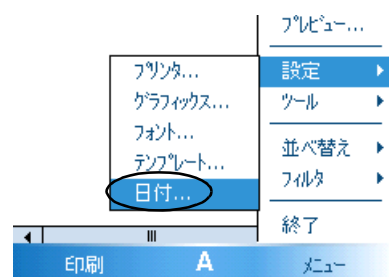 プレビュー...
設定
ツール
並べ替え
フィルタ
終了
プリンタ...
グラフィックス...
フォント...
テンプレート...
日付...
印刷
A
メニュー